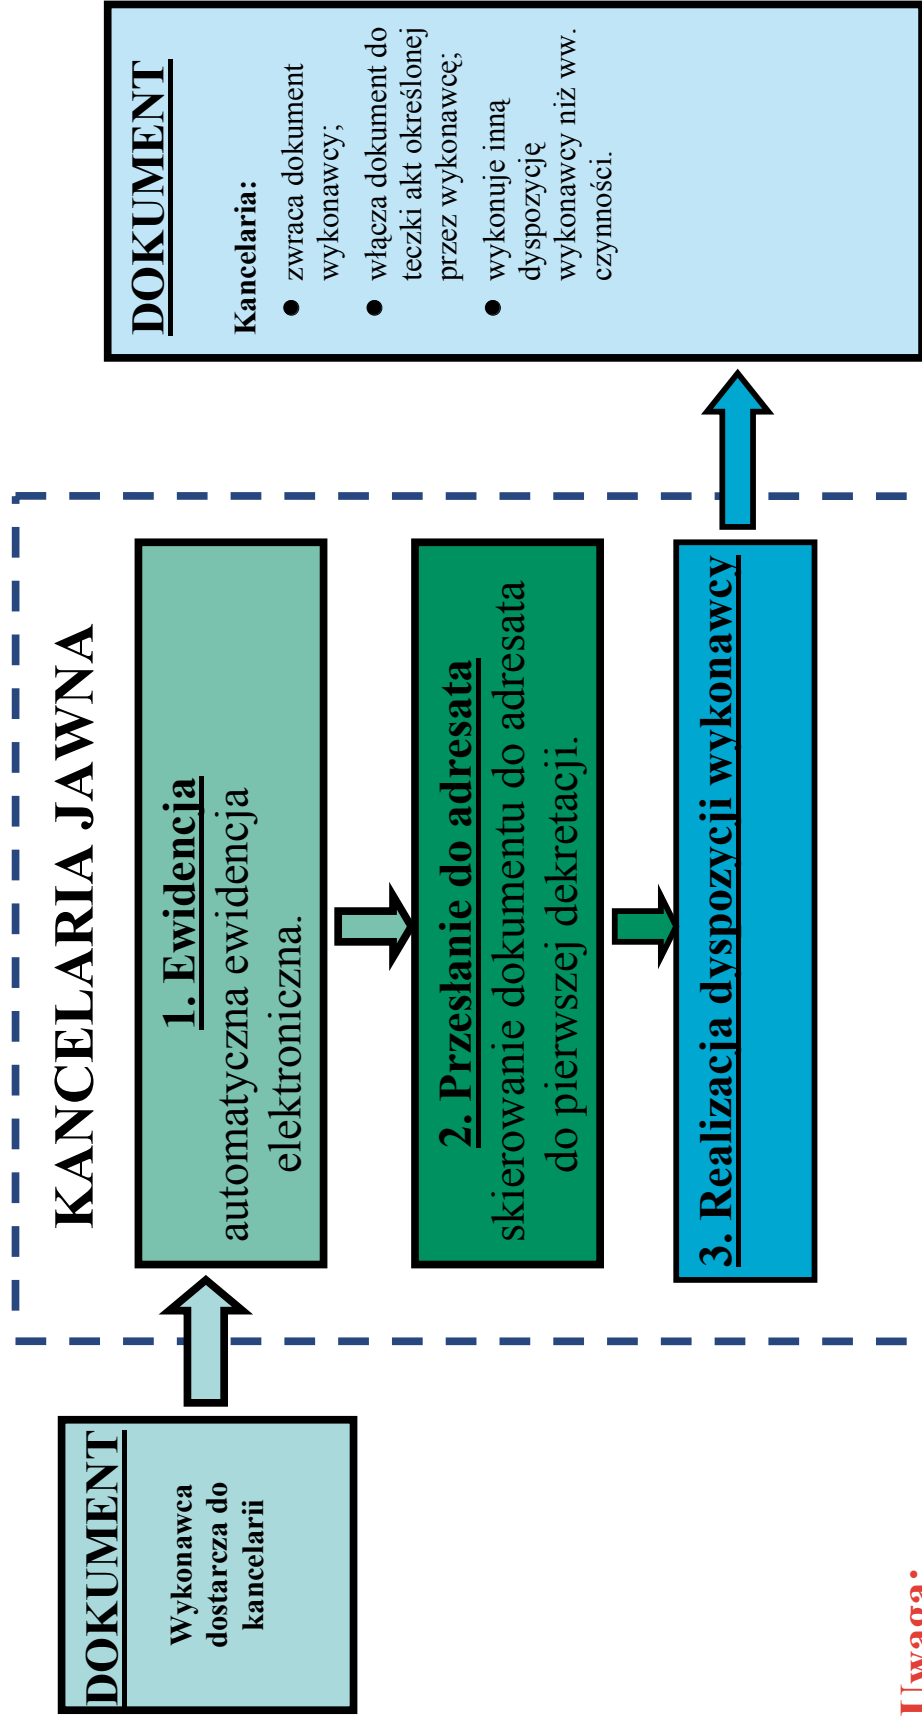 KANCELARIA JAWNA
DOKUMENT
Wykonawca
dostarcza do
kancelarii
1. Ewidencja
automatyczna ewidencja
elektroniczna.
2. Przesłanie do adresata
skierowanie dokumentu do adresata
do pierwszej dekretacji.
3. Realizacja dyspozycji wykonawcy
DOKUMENT
Kancelaria:
● zwraca dokument
wykonawcy;
● włącza dokument do
teczki akt określonej
przez wykonawcę;
● wykonuje inną
dyspozycję
wykonawcy niż ww.
czynności.
Uwaga: